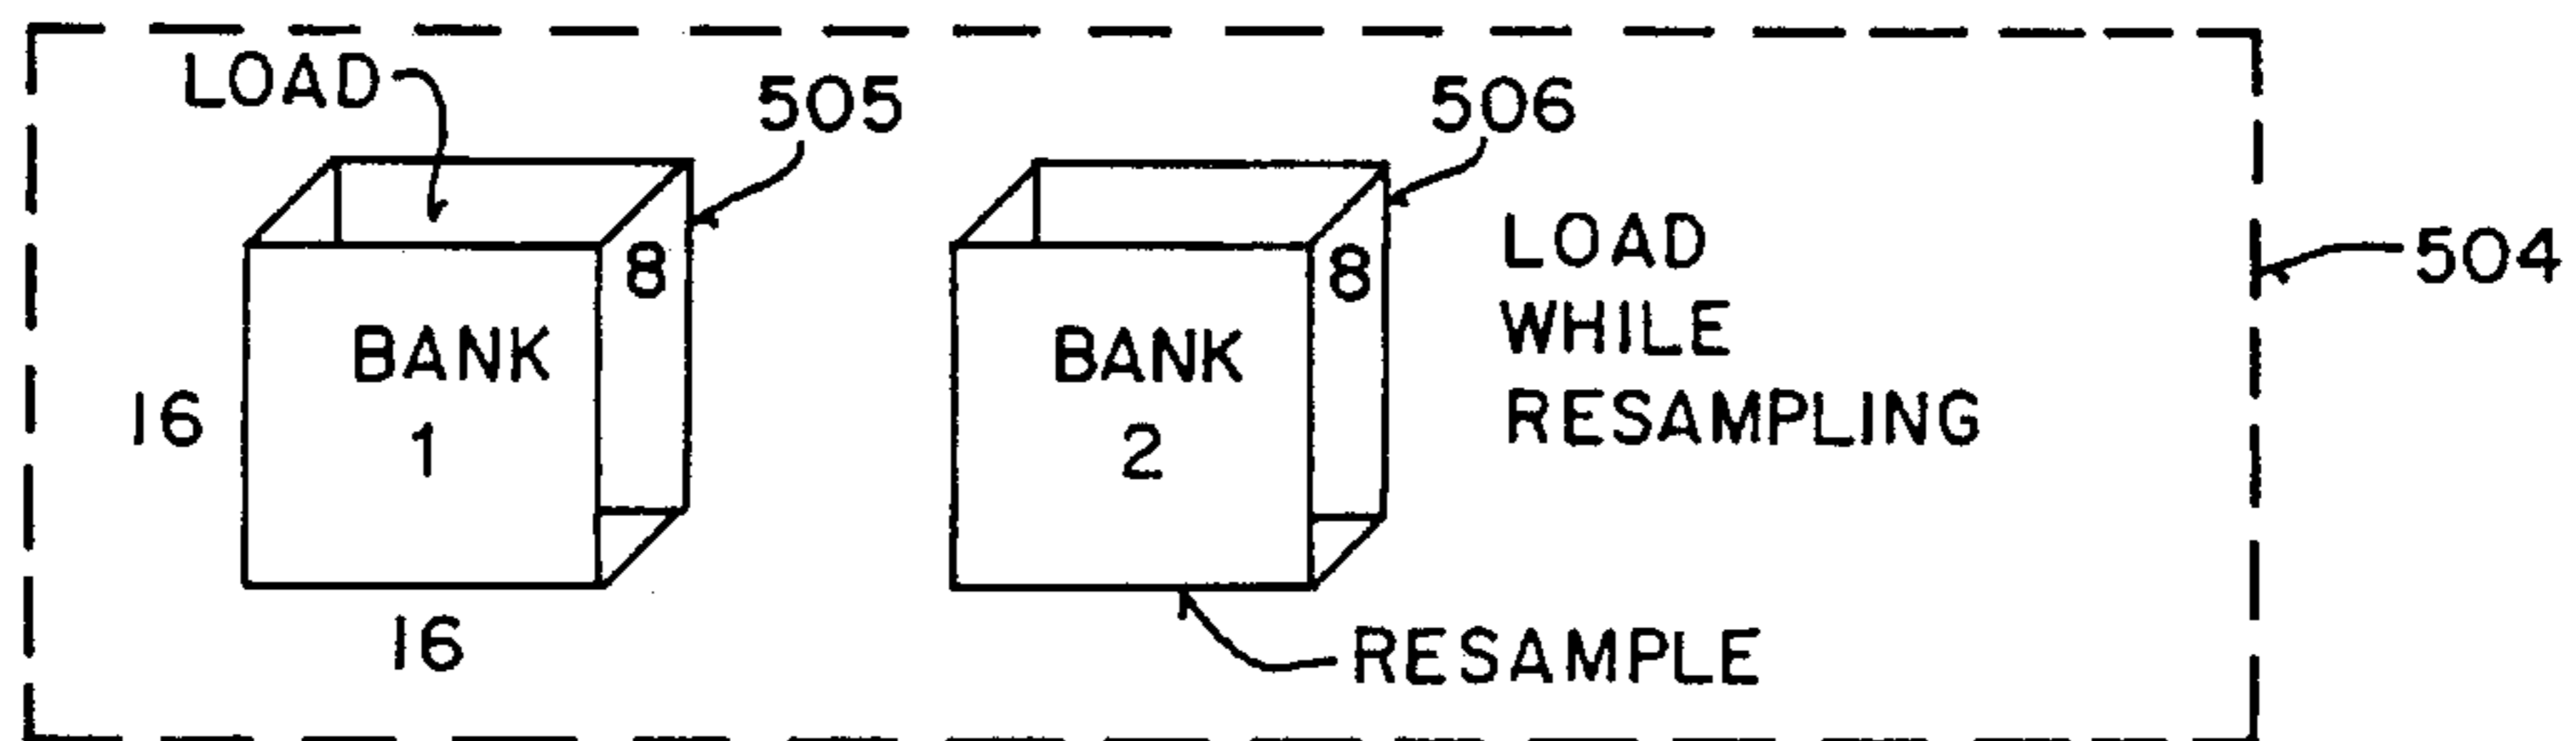 LOAD
505
506
8
8
LOAD
WHILE
RESAMPLING
504
BANK
1
BANK
2
16
16
RESAMPLE